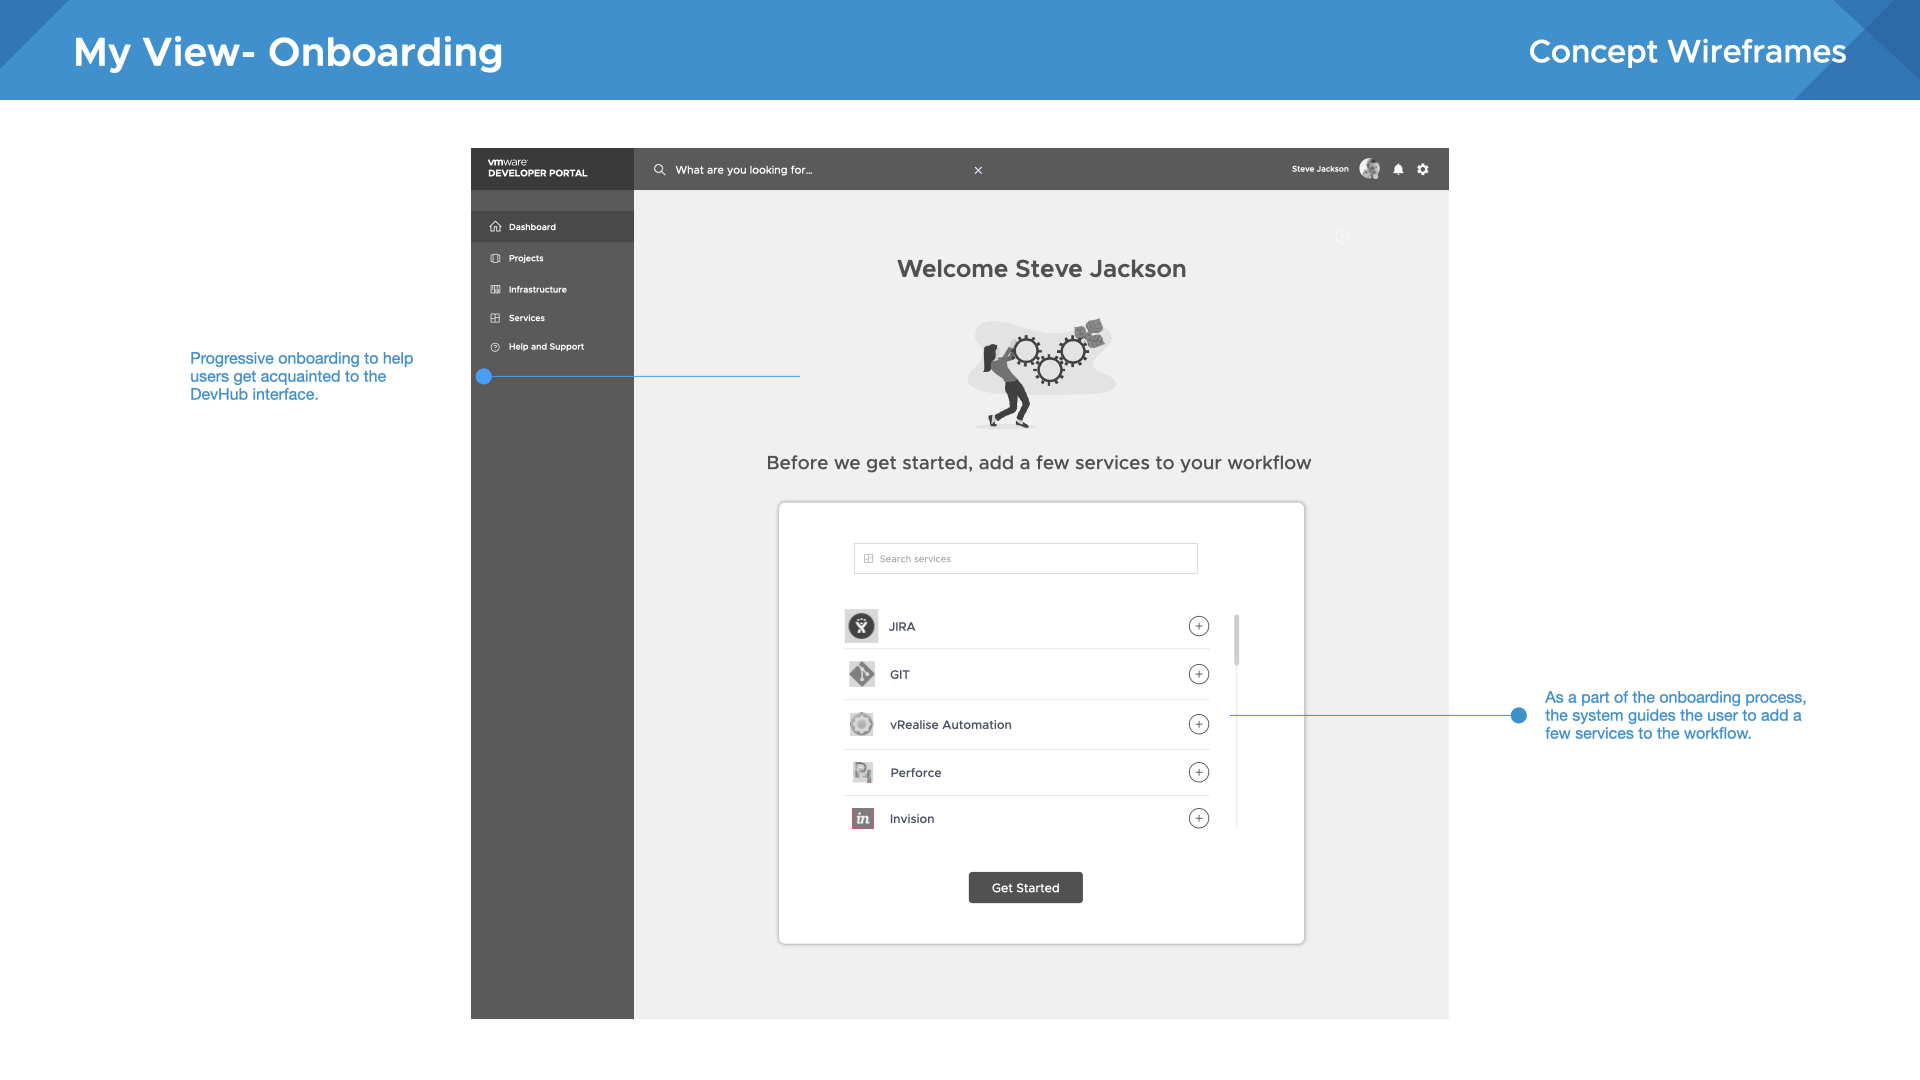 My View- Onboarding
Concept Wireframes
vmware
DEVELOPER PORTAL
What are you looking for...
Steve Jackson
Dashboard
Projects
Infrastructure
Services
Help and Support
Progressive onboarding to help
users get acquainted to the
DevHub interface.
Welcome Steve Jackson
Before we get started, add a few services to your workflow
Search services
JIRA
GIT
vRealise Automation
Perforce
in
Invision
Get Started
As a part of the onboarding process,
the system guides the user to add a
few services to the workflow.